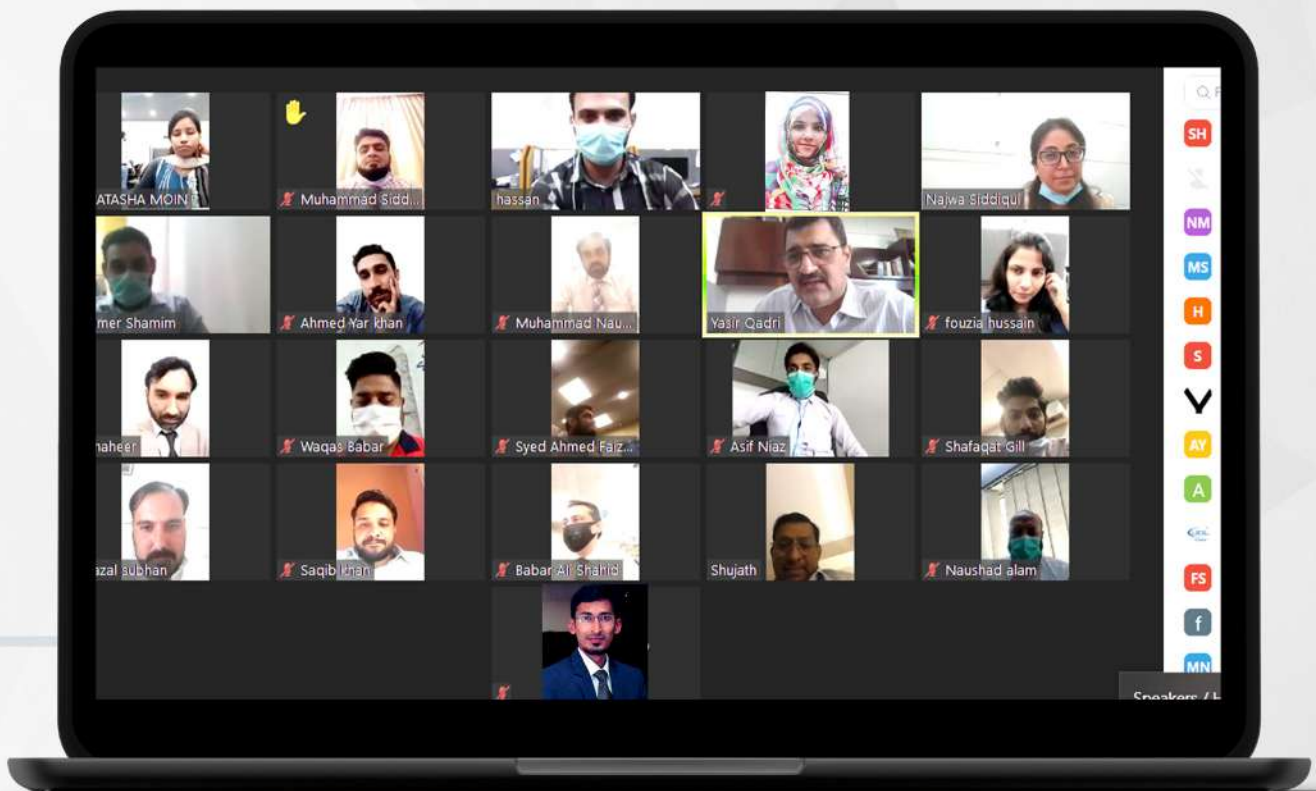 ATASHA MOIN
Muhammad Sidd...
hassan
Najwa Siddiqui
mer Shamim
Ahmed Yar khan
Muhammad Nau...
Yasir Qadri
fouzia hussain
naheer
Waqas Babar
Syed Ahmed Faiz...
Asif Niaz
Shafaqat Gill
azal subhan
Saqib khan
Babar Ali Shahid
Shujath
Naushad alam
SH
NM
MS
H
S
AY
A
FS
f
MN
Speakers / H